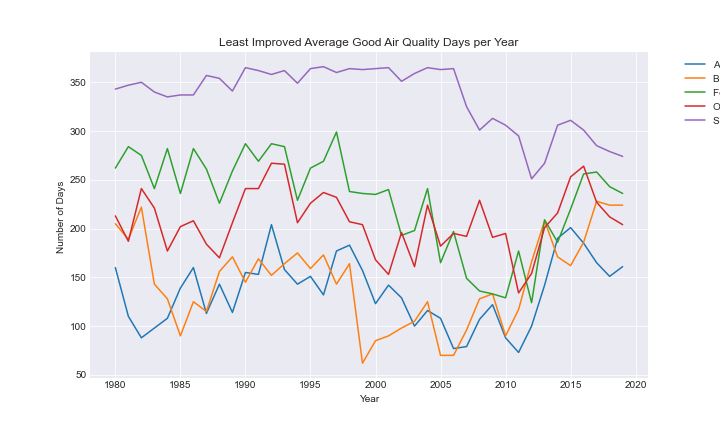 Least Improved Average Good Air Quality Days per Year
350
300
250
200
150
100
50
Number of Days
1980
1985
1990
1995
2000
2005
2010
2015
2020
Year
A
B
F
O
S